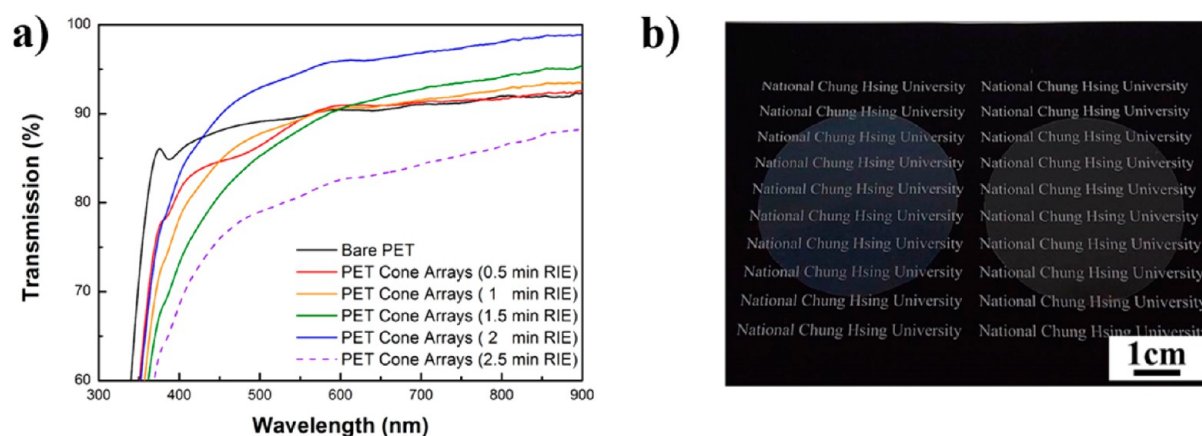 a)
Transmission (%)
100
90
80
70
60
300 400 500 600 700 800 900
Wavelength (nm)
Bare PET
PET Cone Arrays (0.5 min RIE)
PET Cone Arrays ( 1 min RIE)
PET Cone Arrays (1.5 min RIE)
PET Cone Arrays ( 2 min RIE)
PET Cone Arrays (2.5 min RIE)
b)
National Chung Hsing University National Chung Hsing University
National Chung Hsing University National Chung Hsing University
National Chung Hsing University National Chung Hsing University
National Chung Hsing University National Chung Hsing University
National Chung Hsing University National Chung Hsing University
National Chung Hsing University National Chung Hsing University
National Chung Hsing University National Chung Hsing University
National Chung Hsing University National Chung Hsing University
National Chung Hsing University National Chung Hsing University
National Chung Hsing University National Chung Hsing University
1cm